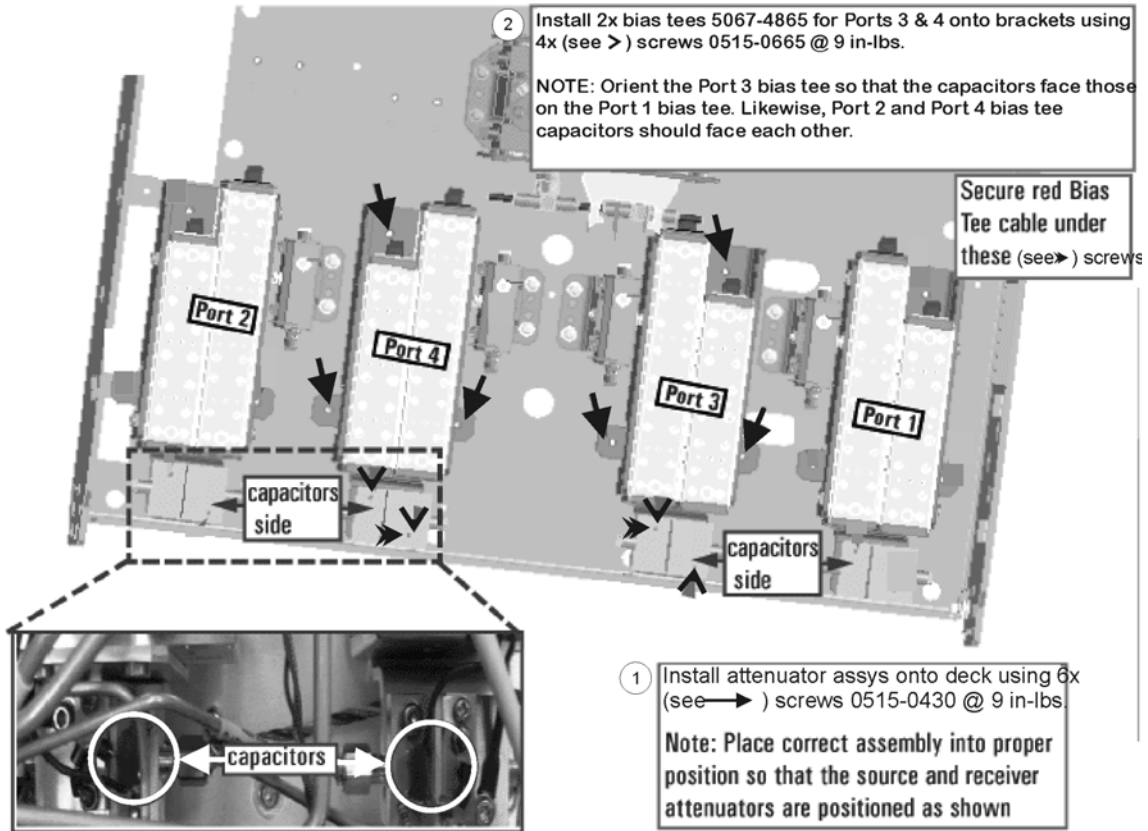 2
Install 2x bias tees 5067-4865 for Ports 3 & 4 onto brackets using
4x (see > ) screws 0515-0665 @ 9 in-lbs.
NOTE: Orient the Port 3 bias tee so that the capacitors face those
on the Port 1 bias tee. Likewise, Port 2 and Port 4 bias tee
capacitors should face each other.
Secure red Bias
Tee cable under
these (see ) screws
Port 2
Port 4
Port 3
Port 1
capacitors
side
capacitors
side
capacitors
1
Install attenuator assys onto deck using 6x
(see ) screws 0515-0430 @ 9 in-lbs.
Note: Place correct assembly into proper
position so that the source and receiver
attenuators are positioned as shown